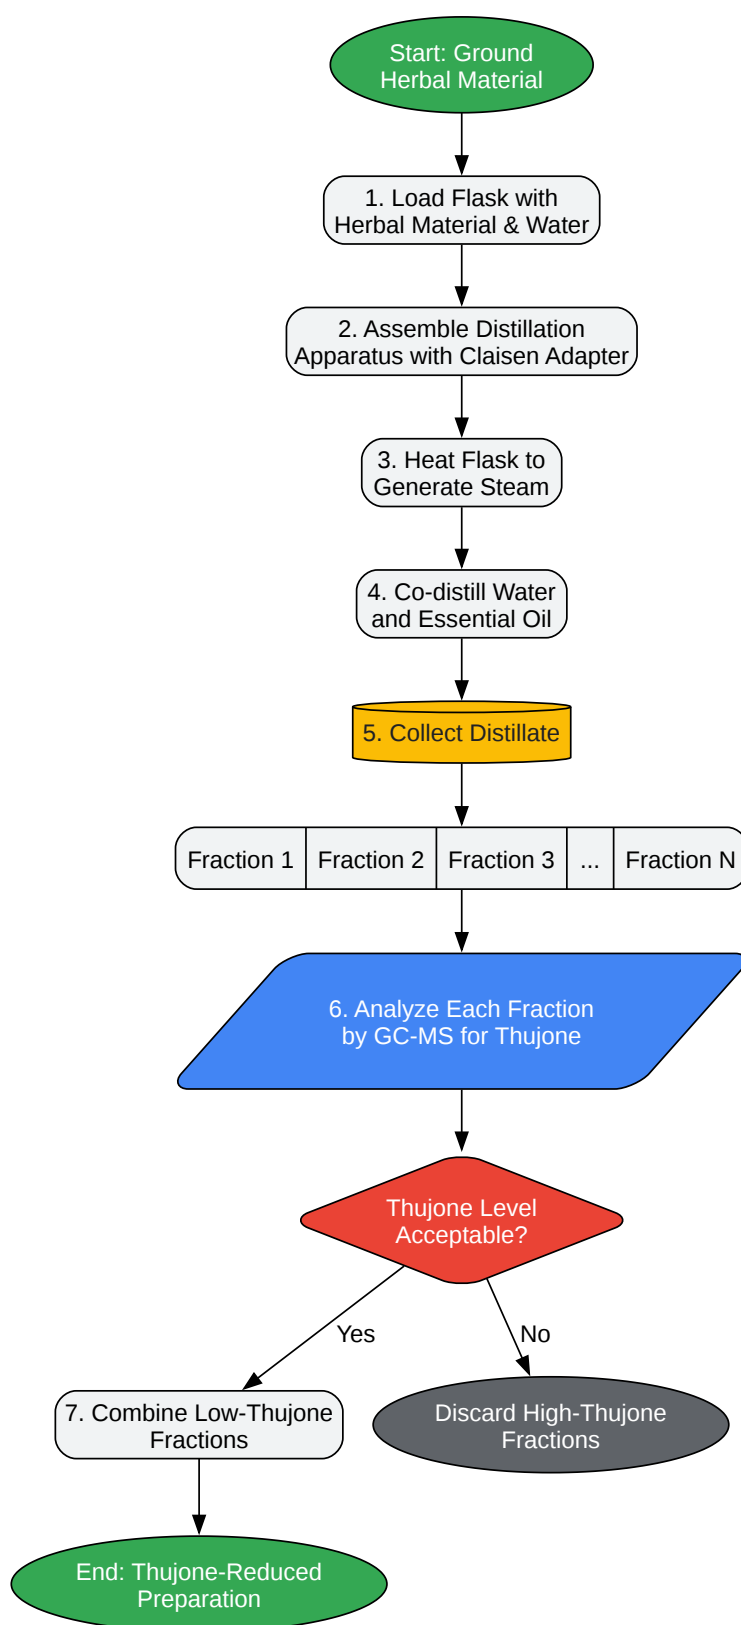 Start: Ground
Herbal Material
1. Load Flask with
Herbal Material & Water
2. Assemble Distillation
Apparatus with Claisen Adapter
3. Heat Flask to
Generate Steam
4. Co-distill Water
and Essential Oil
5. Collect Distillate
Fraction 1
Fraction 2
Fraction 3
...
Fraction N
6. Analyze Each Fraction
by GC-MS for Thujone
Thujone Level
Acceptable?
Yes
No
7. Combine Low-Thujone
Fractions
Discard High-Thujone
Fractions
End: Thujone-Reduced
Preparation